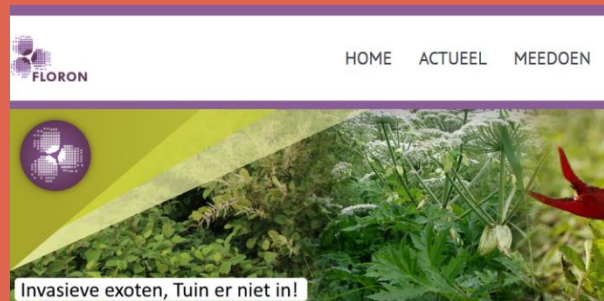 FLORON
HOME ACTUEEL MEEDOEN
Invasieve exoten, Tuin er niet in!